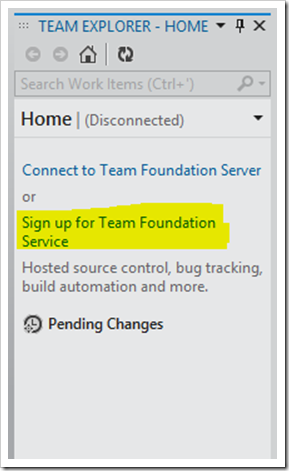 TEAM EXPLORER - HOME
Search Work Items (Ctrl+')
Home | (Disconnected)
Connect to Team Foundation Server
or
Sign up for Team Foundation
Service
Hosted source control, bug tracking,
build automation and more.
Pending Changes